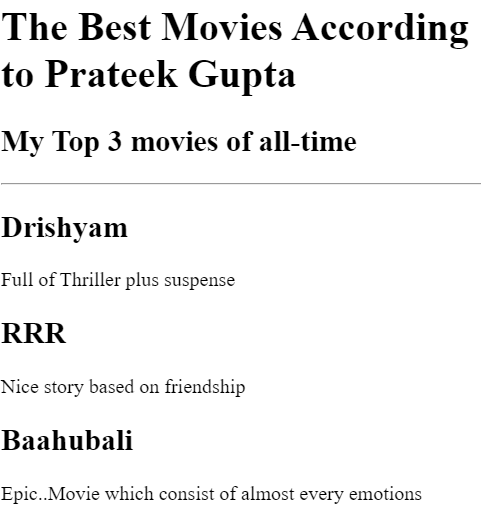 The Best Movies According
to Prateek Gupta
My Top 3 movies of all-time
Drishyam
Full of Thriller plus suspense
RRR
Nice story based on friendship
Baahubali
Epic..Movie which consist of almost every emotions